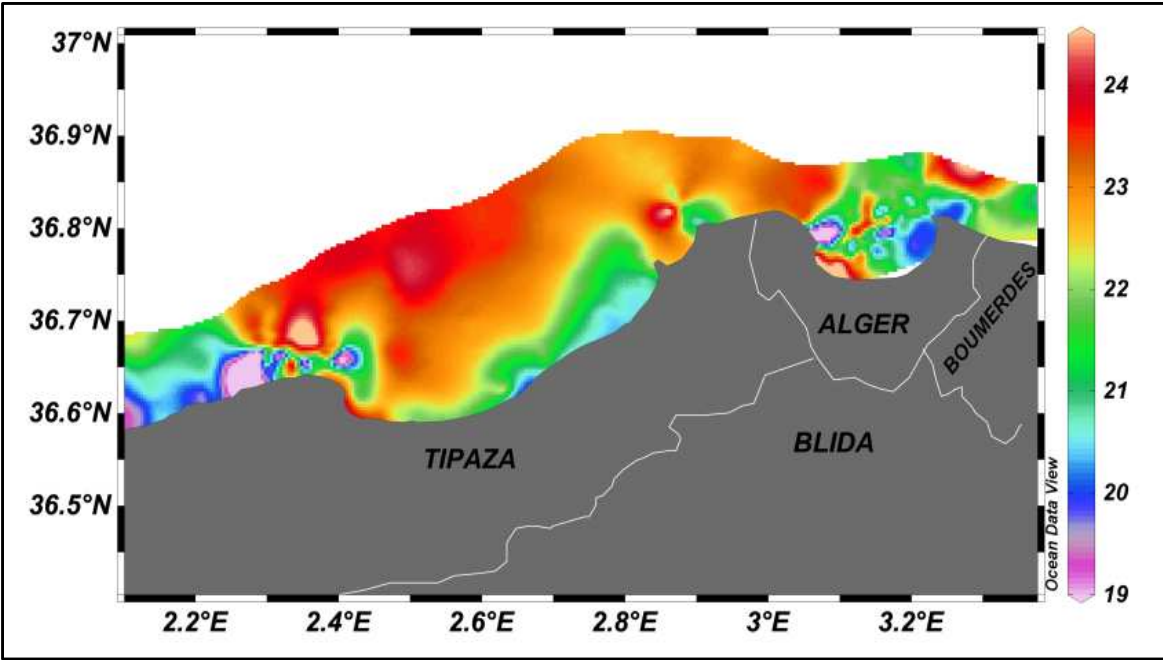 37°N
36.9°N
36.8°N
36.7°N
36.6°N
36.5°N
2.2°E
2.4°E
2.6°E
2.8°E
3°E
3.2°E
TIPAZA
BLIDA
ALGER
BOUMERDES
Ocean Data View
24
23
22
21
20
19